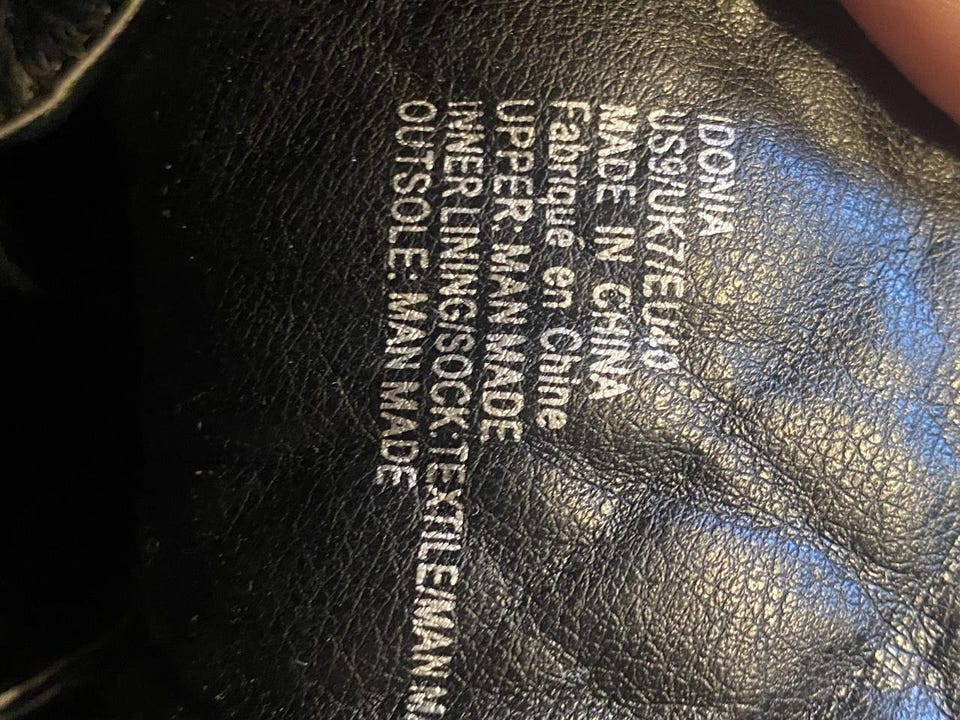 IDONIA
US9/UK7/EU40
MADE IN CHINA
Fabriqué en Chine
UPPER: MAN MADE
INNER LINING/SOCK: TEXTILE/MAN M
OUTSOLE: MAN MADE